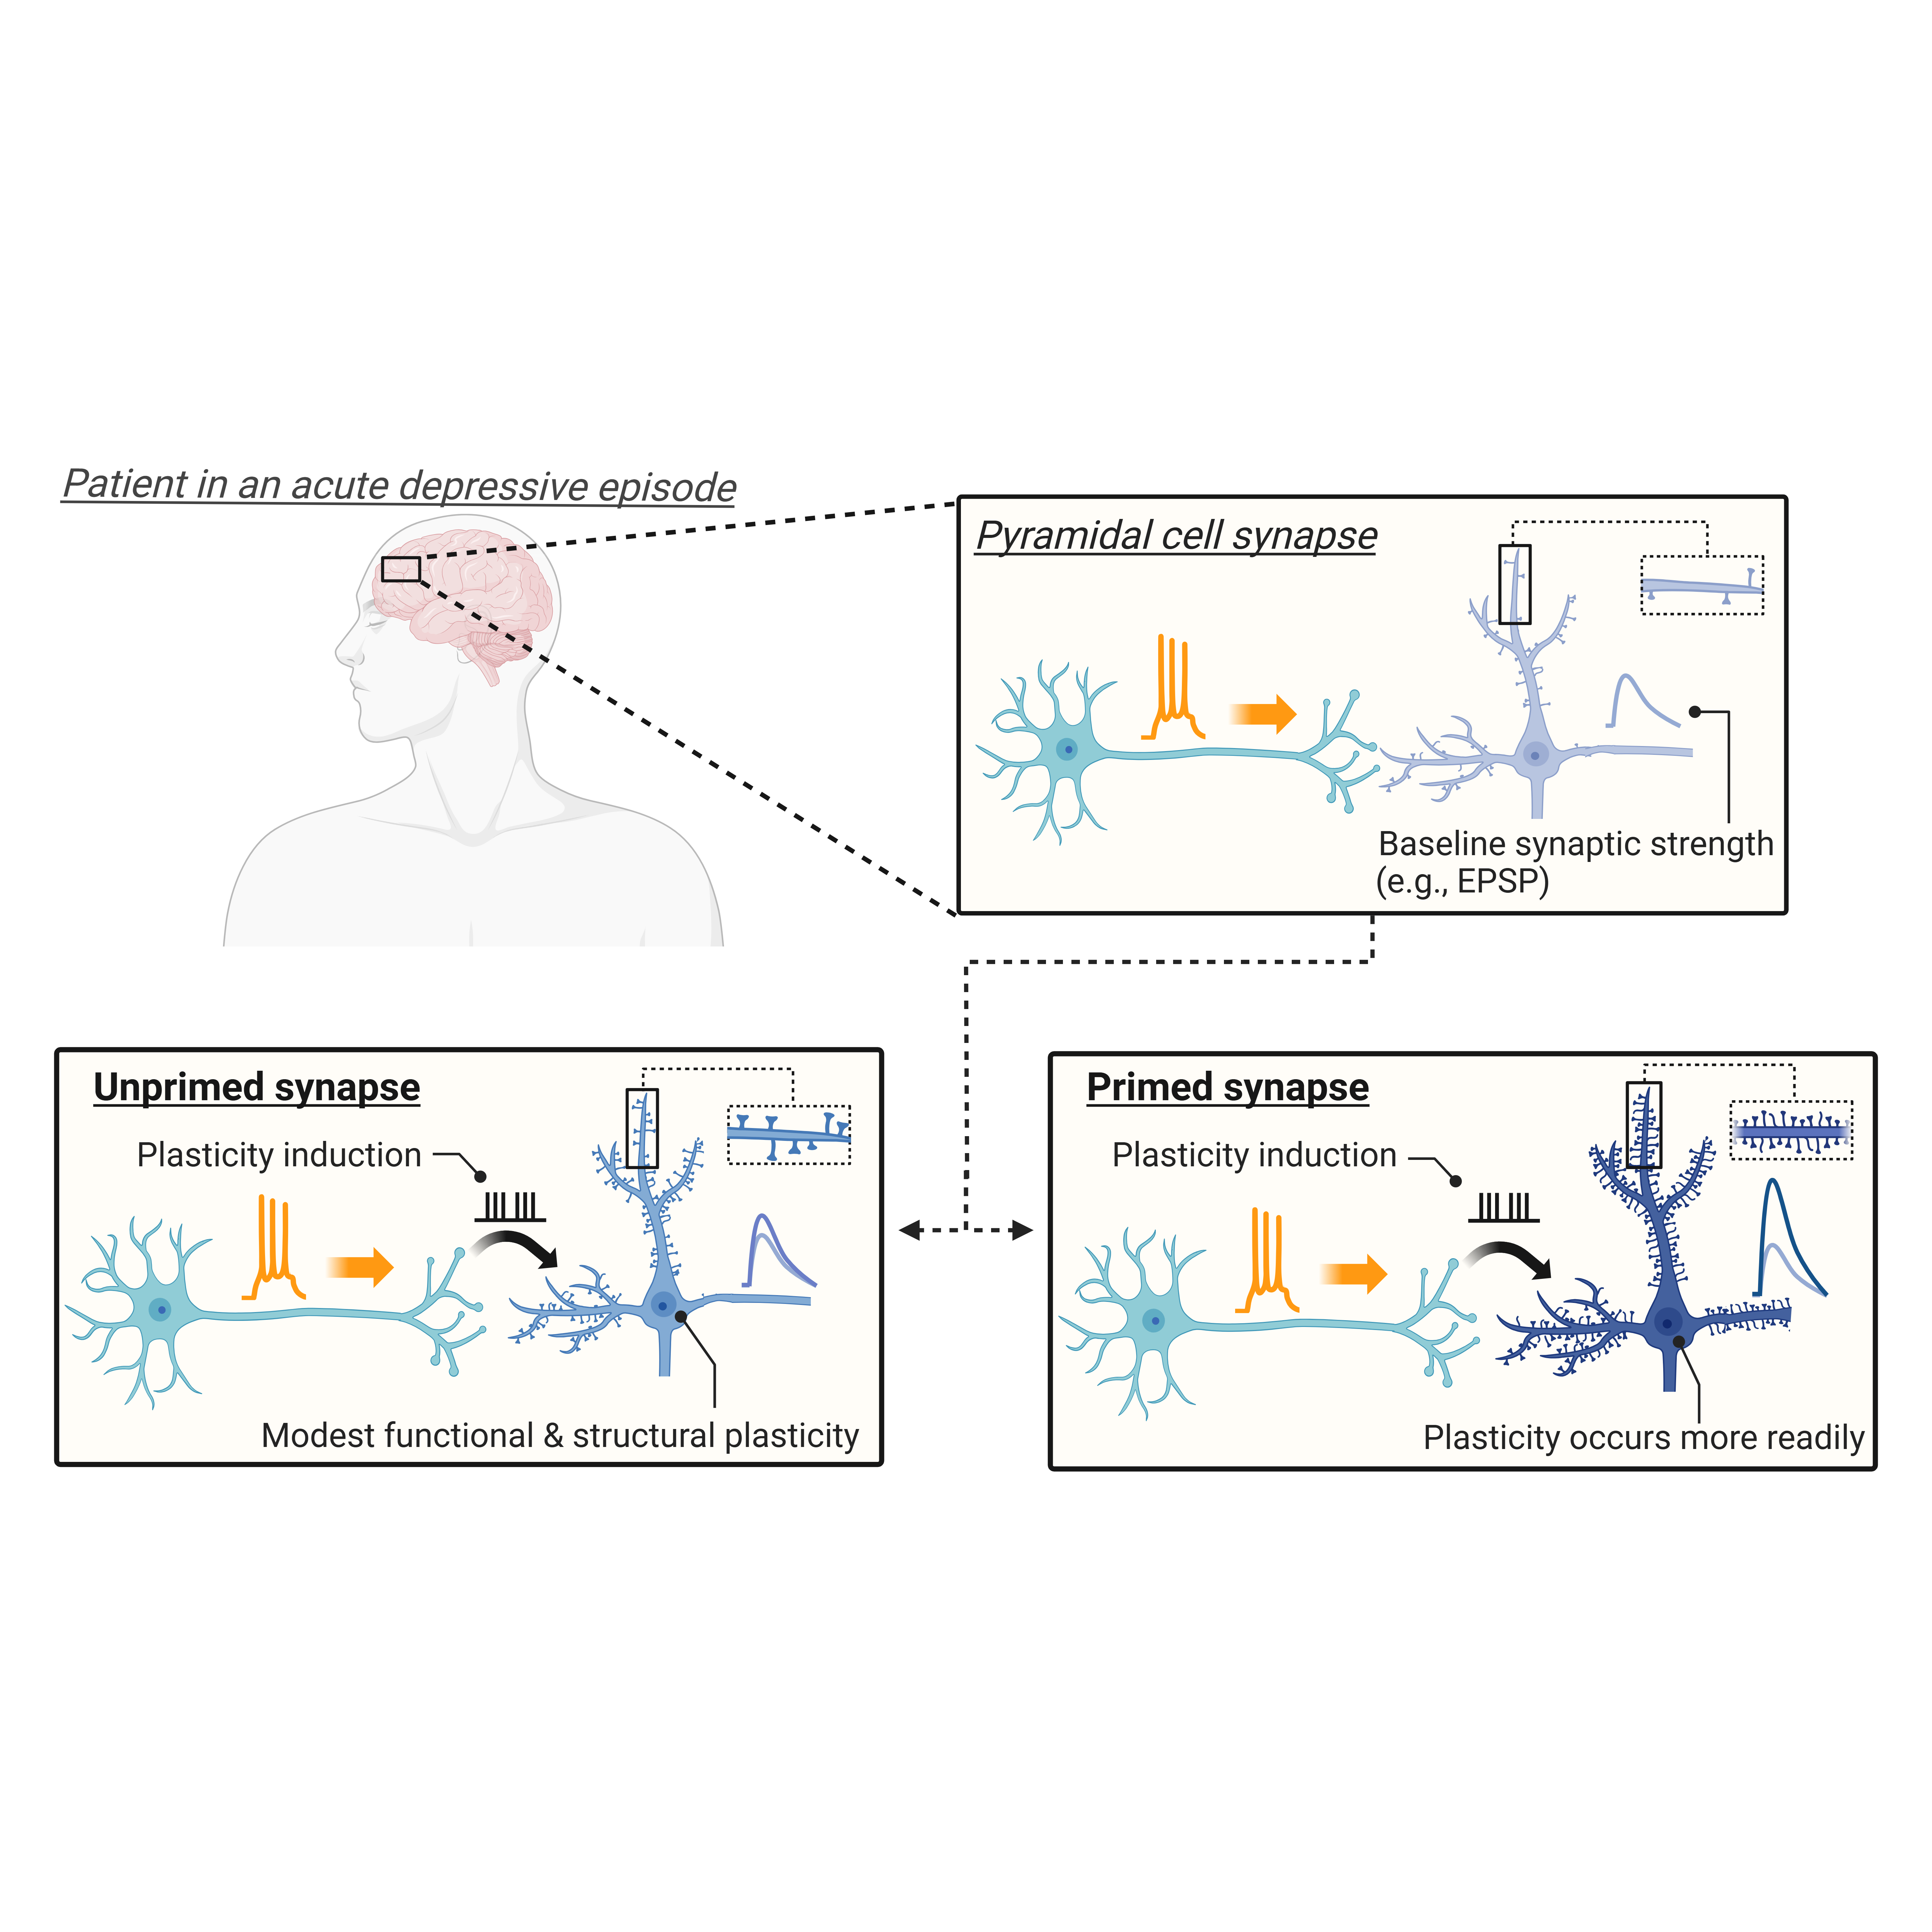 Patient in an acute depressive episode
Pyramidal cell synapse
Baseline synaptic strength
(e.g., EPSP)
Unprimed synapse
Plasticity induction
Modest functional & structural plasticity
Primed synapse
Plasticity induction
Plasticity occurs more readily